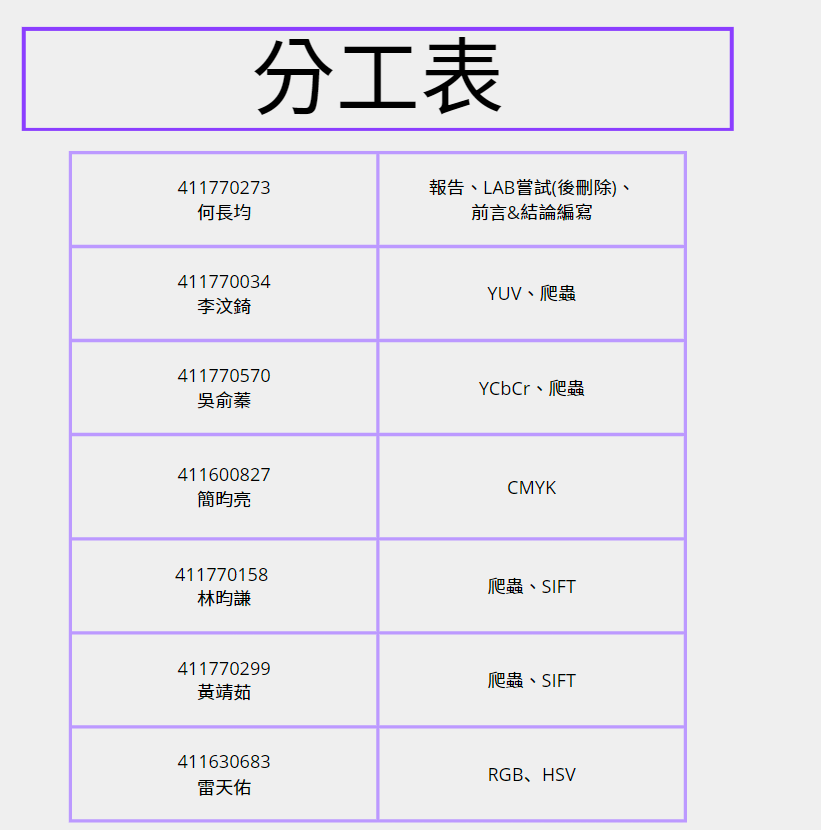 分工表
411770273
何長均
報告、LAB嘗試(後刪除)、
前言&結論編寫
411770034
李汶錡
YUV、爬蟲
411770570
吳俞蓁
YCbCr、爬蟲
411600827
簡昀亮
CMYK
411770158
林昀謙
爬蟲、SIFT
411770299
黃靖茹
爬蟲、SIFT
411630683
雷天佑
RGB、HSV